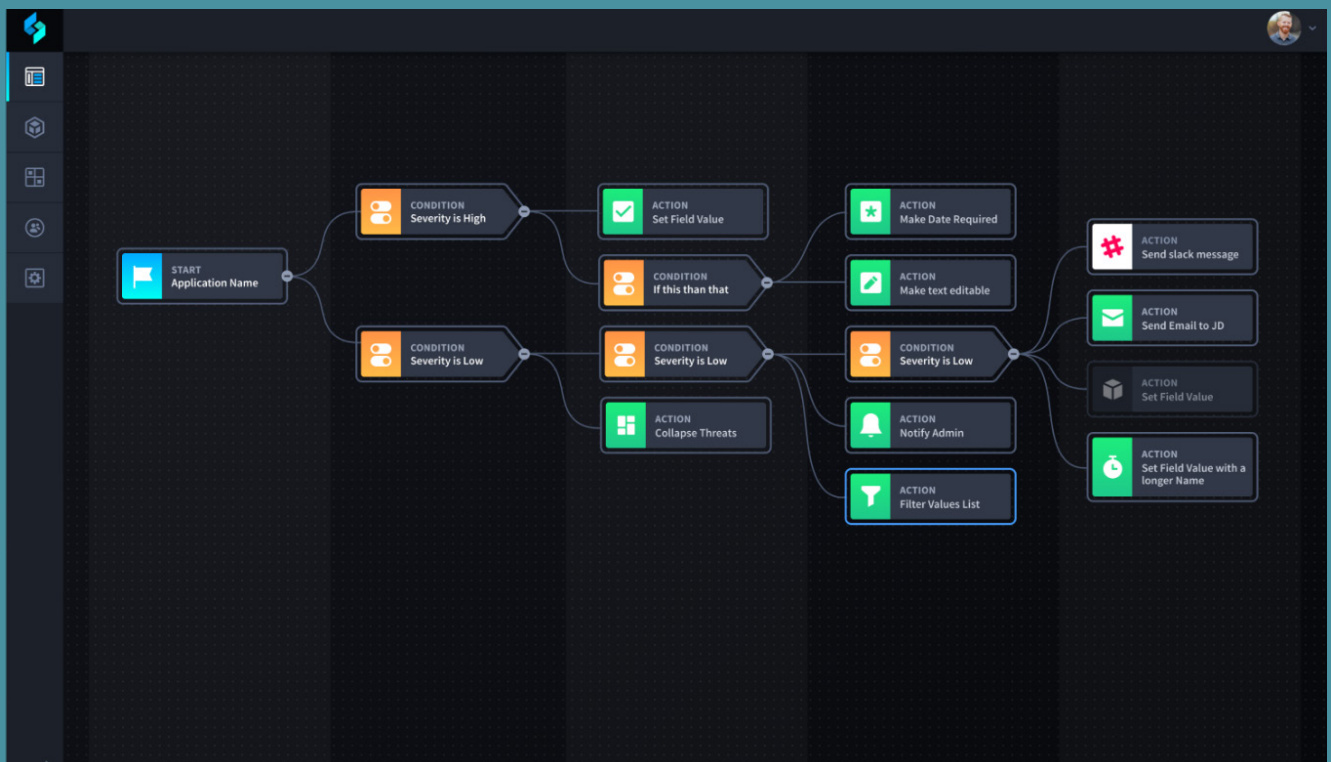 START
Application Name
CONDITION
Severity is High
CONDITION
Severity is Low
ACTION
Set Field Value
CONDITION
If this than that
CONDITION
Severity is Low
ACTION
Collapse Threats
ACTION
Make Date Required
ACTION
Make text editable
CONDITION
Severity is Low
ACTION
Notify Admin
ACTION
Filter Values List
ACTION
Send slack message
ACTION
Send Email to JD
ACTION
Set Field Value
ACTION
Set Field Value with a
longer Name